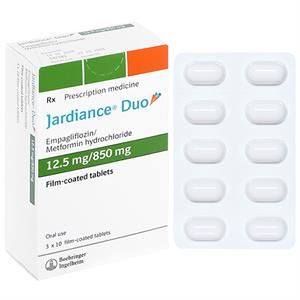 Rx Prescription medicine
Jardiance® Duo
Empagliflozin/
Metformin hydrochloride
12.5 mg/850 mg
Film-coated tablets
Oral use
3 x 10 film-coated tablets
Boehringer
Ingelheim